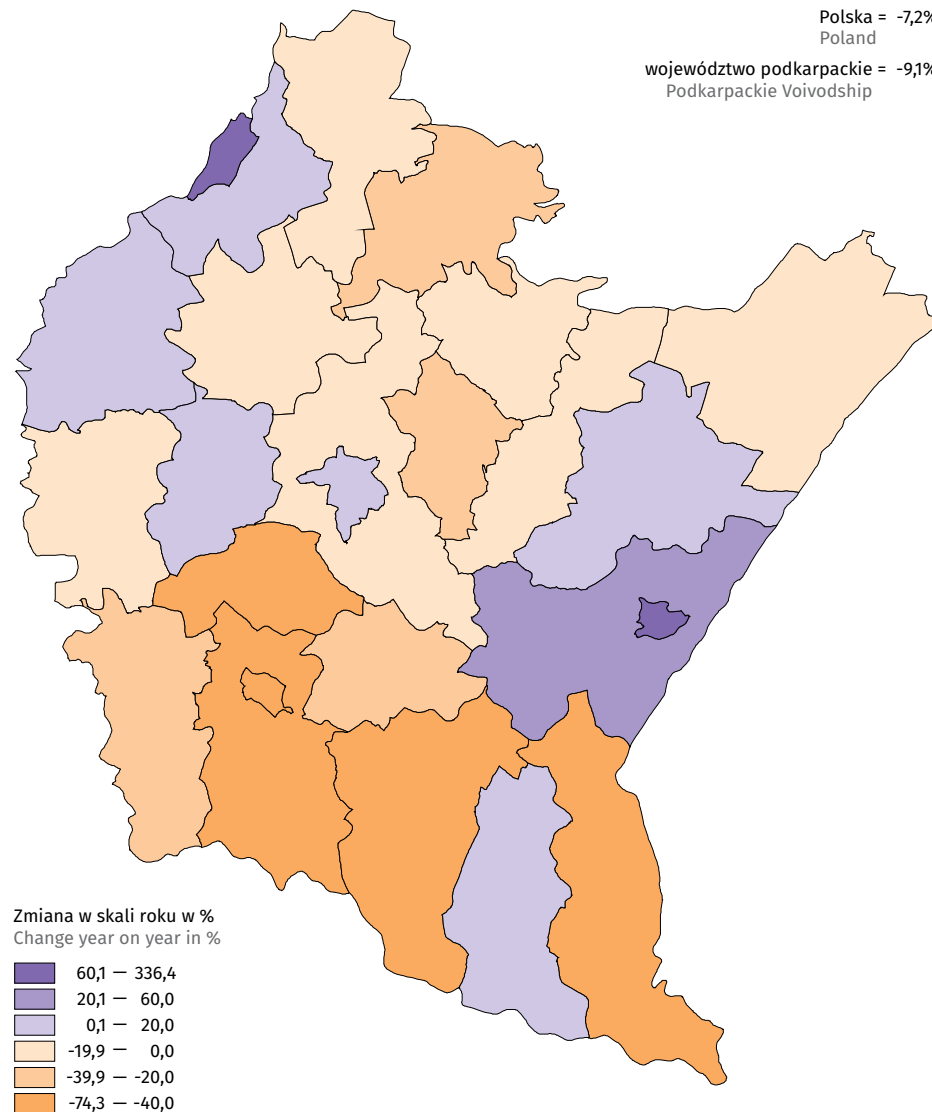 Polska = -7,2%
Poland
województwo podkarpackie = -9,1%
Podkarpackie Voivodship
Zmiana w skali roku w %
Change year on year in %
60,1 — 336,4
20,1 — 60,0
0,1 — 20,0
-19,9 — 0,0
-39,9 — -20,0
-74,3 — -40,0